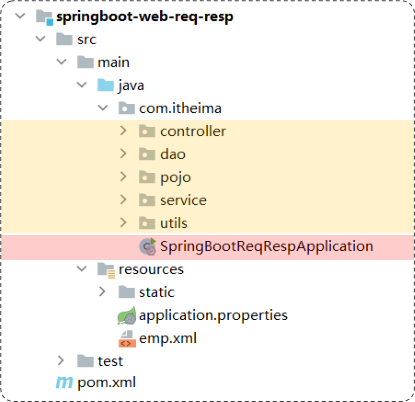 springboot-web-req-resp
src
main
java
com.itheima
controller
dao
pojo
service
utils
SpringBootReqRespApplication
resources
static
application.properties
emp.xml
test
pom.xml